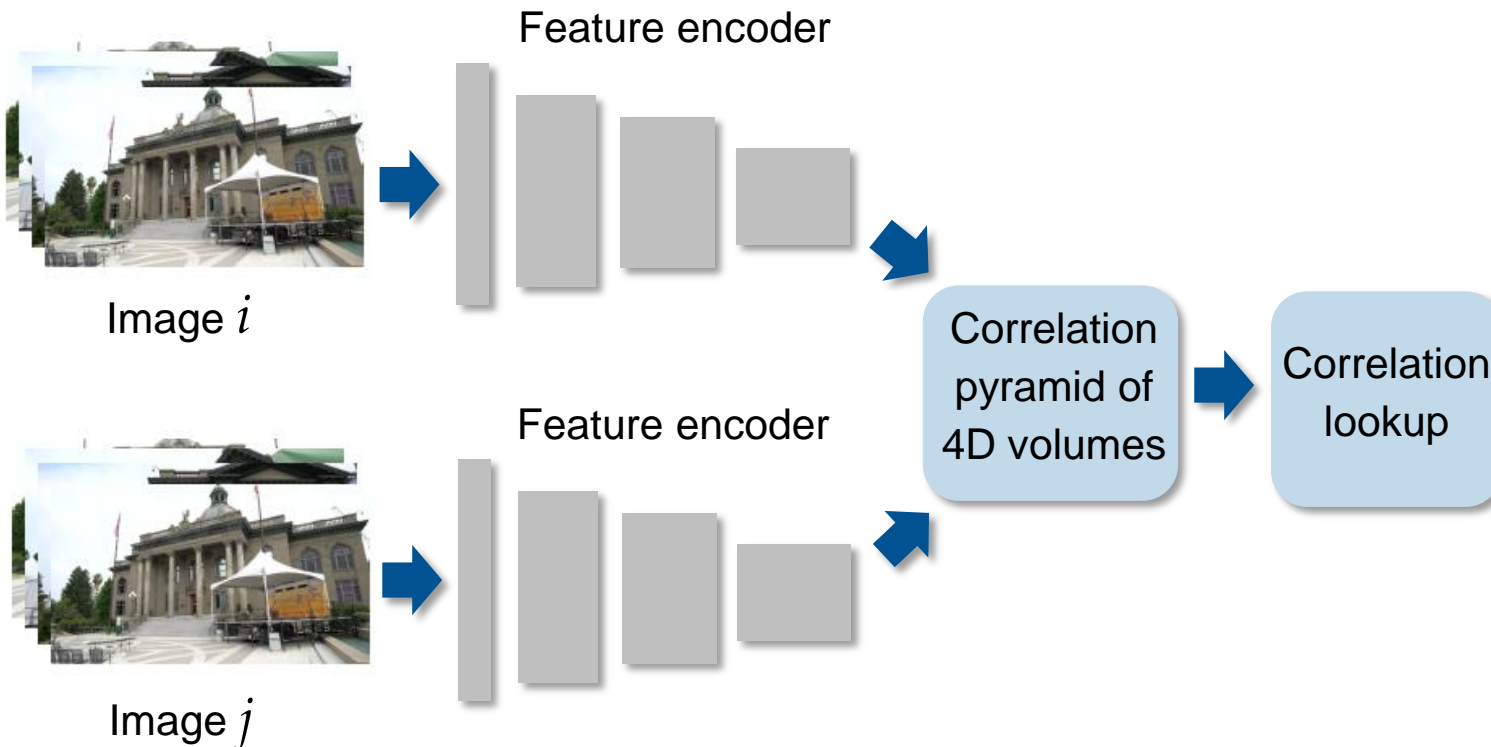 Feature encoder
Image i
Correlation
pyramid of
4D volumes
Correlation
lookup
Feature encoder
Image j